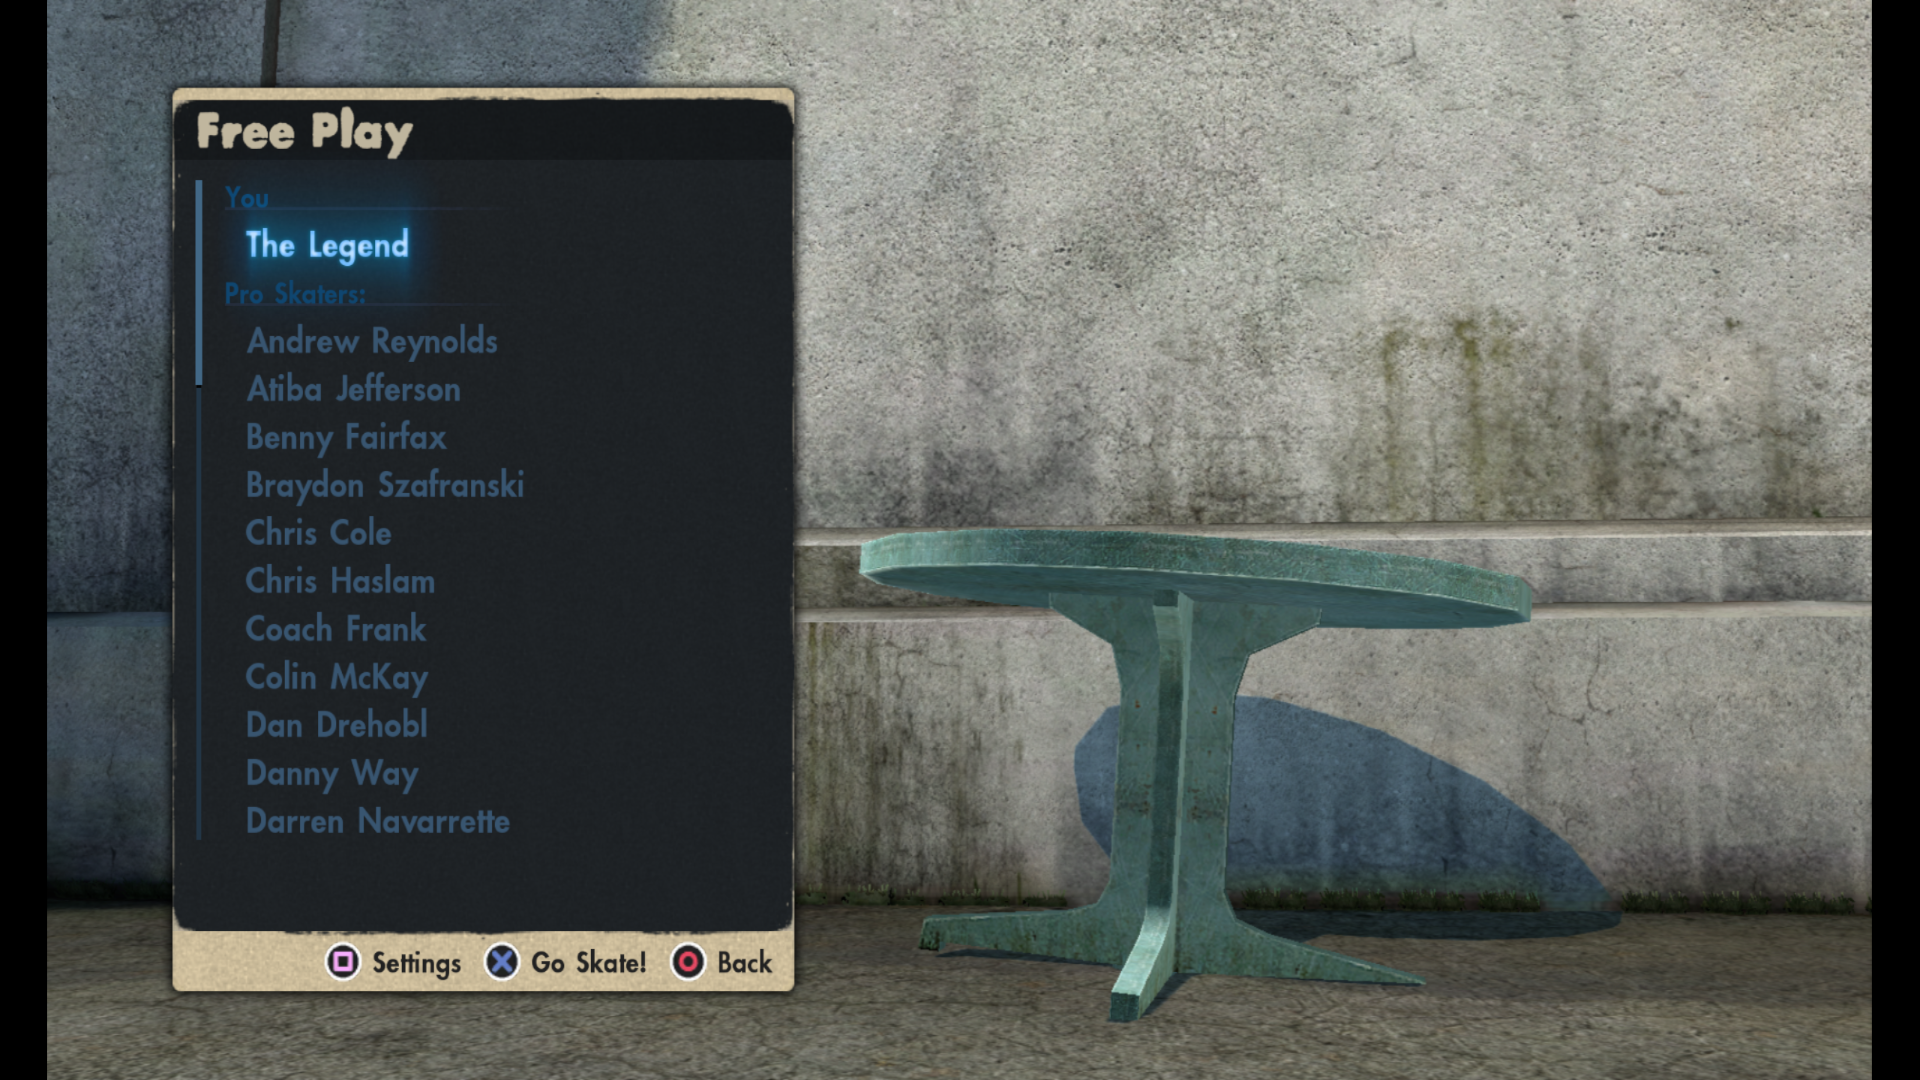 Free Play
You
The Legend
Pro Skaters:
Andrew Reynolds
Atiba Jefferson
Benny Fairfax
Braydon Szafranski
Chris Cole
Chris Haslam
Coach Frank
Colin McKay
Dan Drehobl
Danny Way
Darren Navarrette
Settings Go Skate! Back